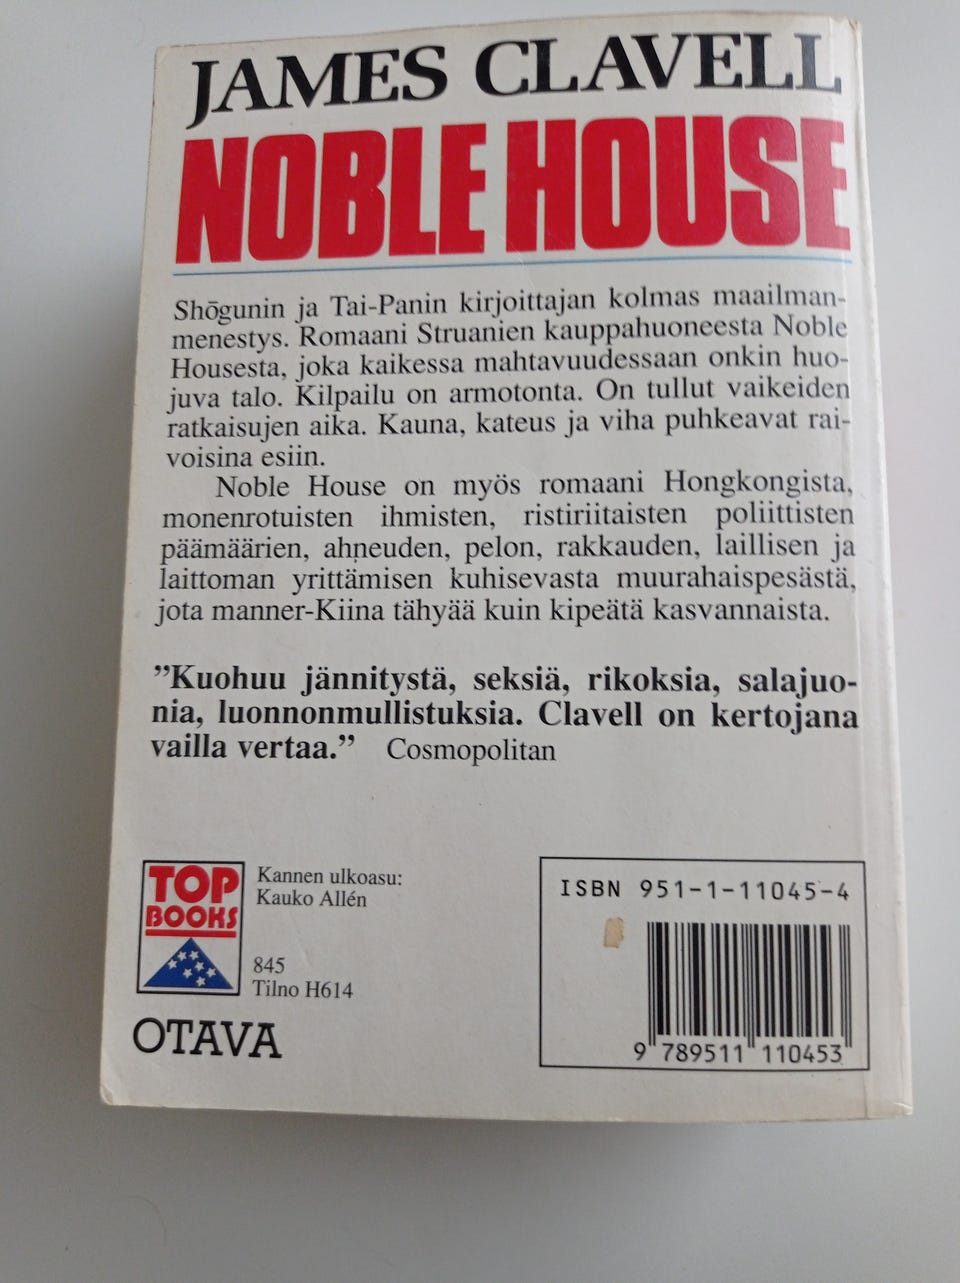 JAMES CLAVELL
NOBLE HOUSE
Shōgunin ja Tai-Panin kirjoittajan kolmas maailman-
menestys. Romaani Struanien kauppahuoneesta Noble
Housesta, joka kaikessa mahtavuudessaan onkin huo-
juva talo. Kilpailu on armotonta. On tullut vaikeiden
ratkaisujen aika. Kauna, kateus ja viha puhkeavat rai-
voisina esiin.
Noble House on myös romaani Hongkongista,
monenrotuisten ihmisten, ristiriitaisten poliittisten
päämäärien, ahneuden, pelon, rakkauden, laillisen ja
laittoman yrittämisen kuhisevasta muurahaispesästä,
jota manner-Kiina tähyää kuin kipeätä kasvannaista.
”Kuohuu jännitystä, seksiä, rikoksia, salajuo-
nia, luonnonmullistuksia. Clavell on kertojana
vailla vertaa.” Cosmopolitan
TOP
BOOKS
Kannen ulkoasu:
Kauko Allén
845
Tilno H614
OTAVA
ISBN 951-1-11045-4
9 789511 110453